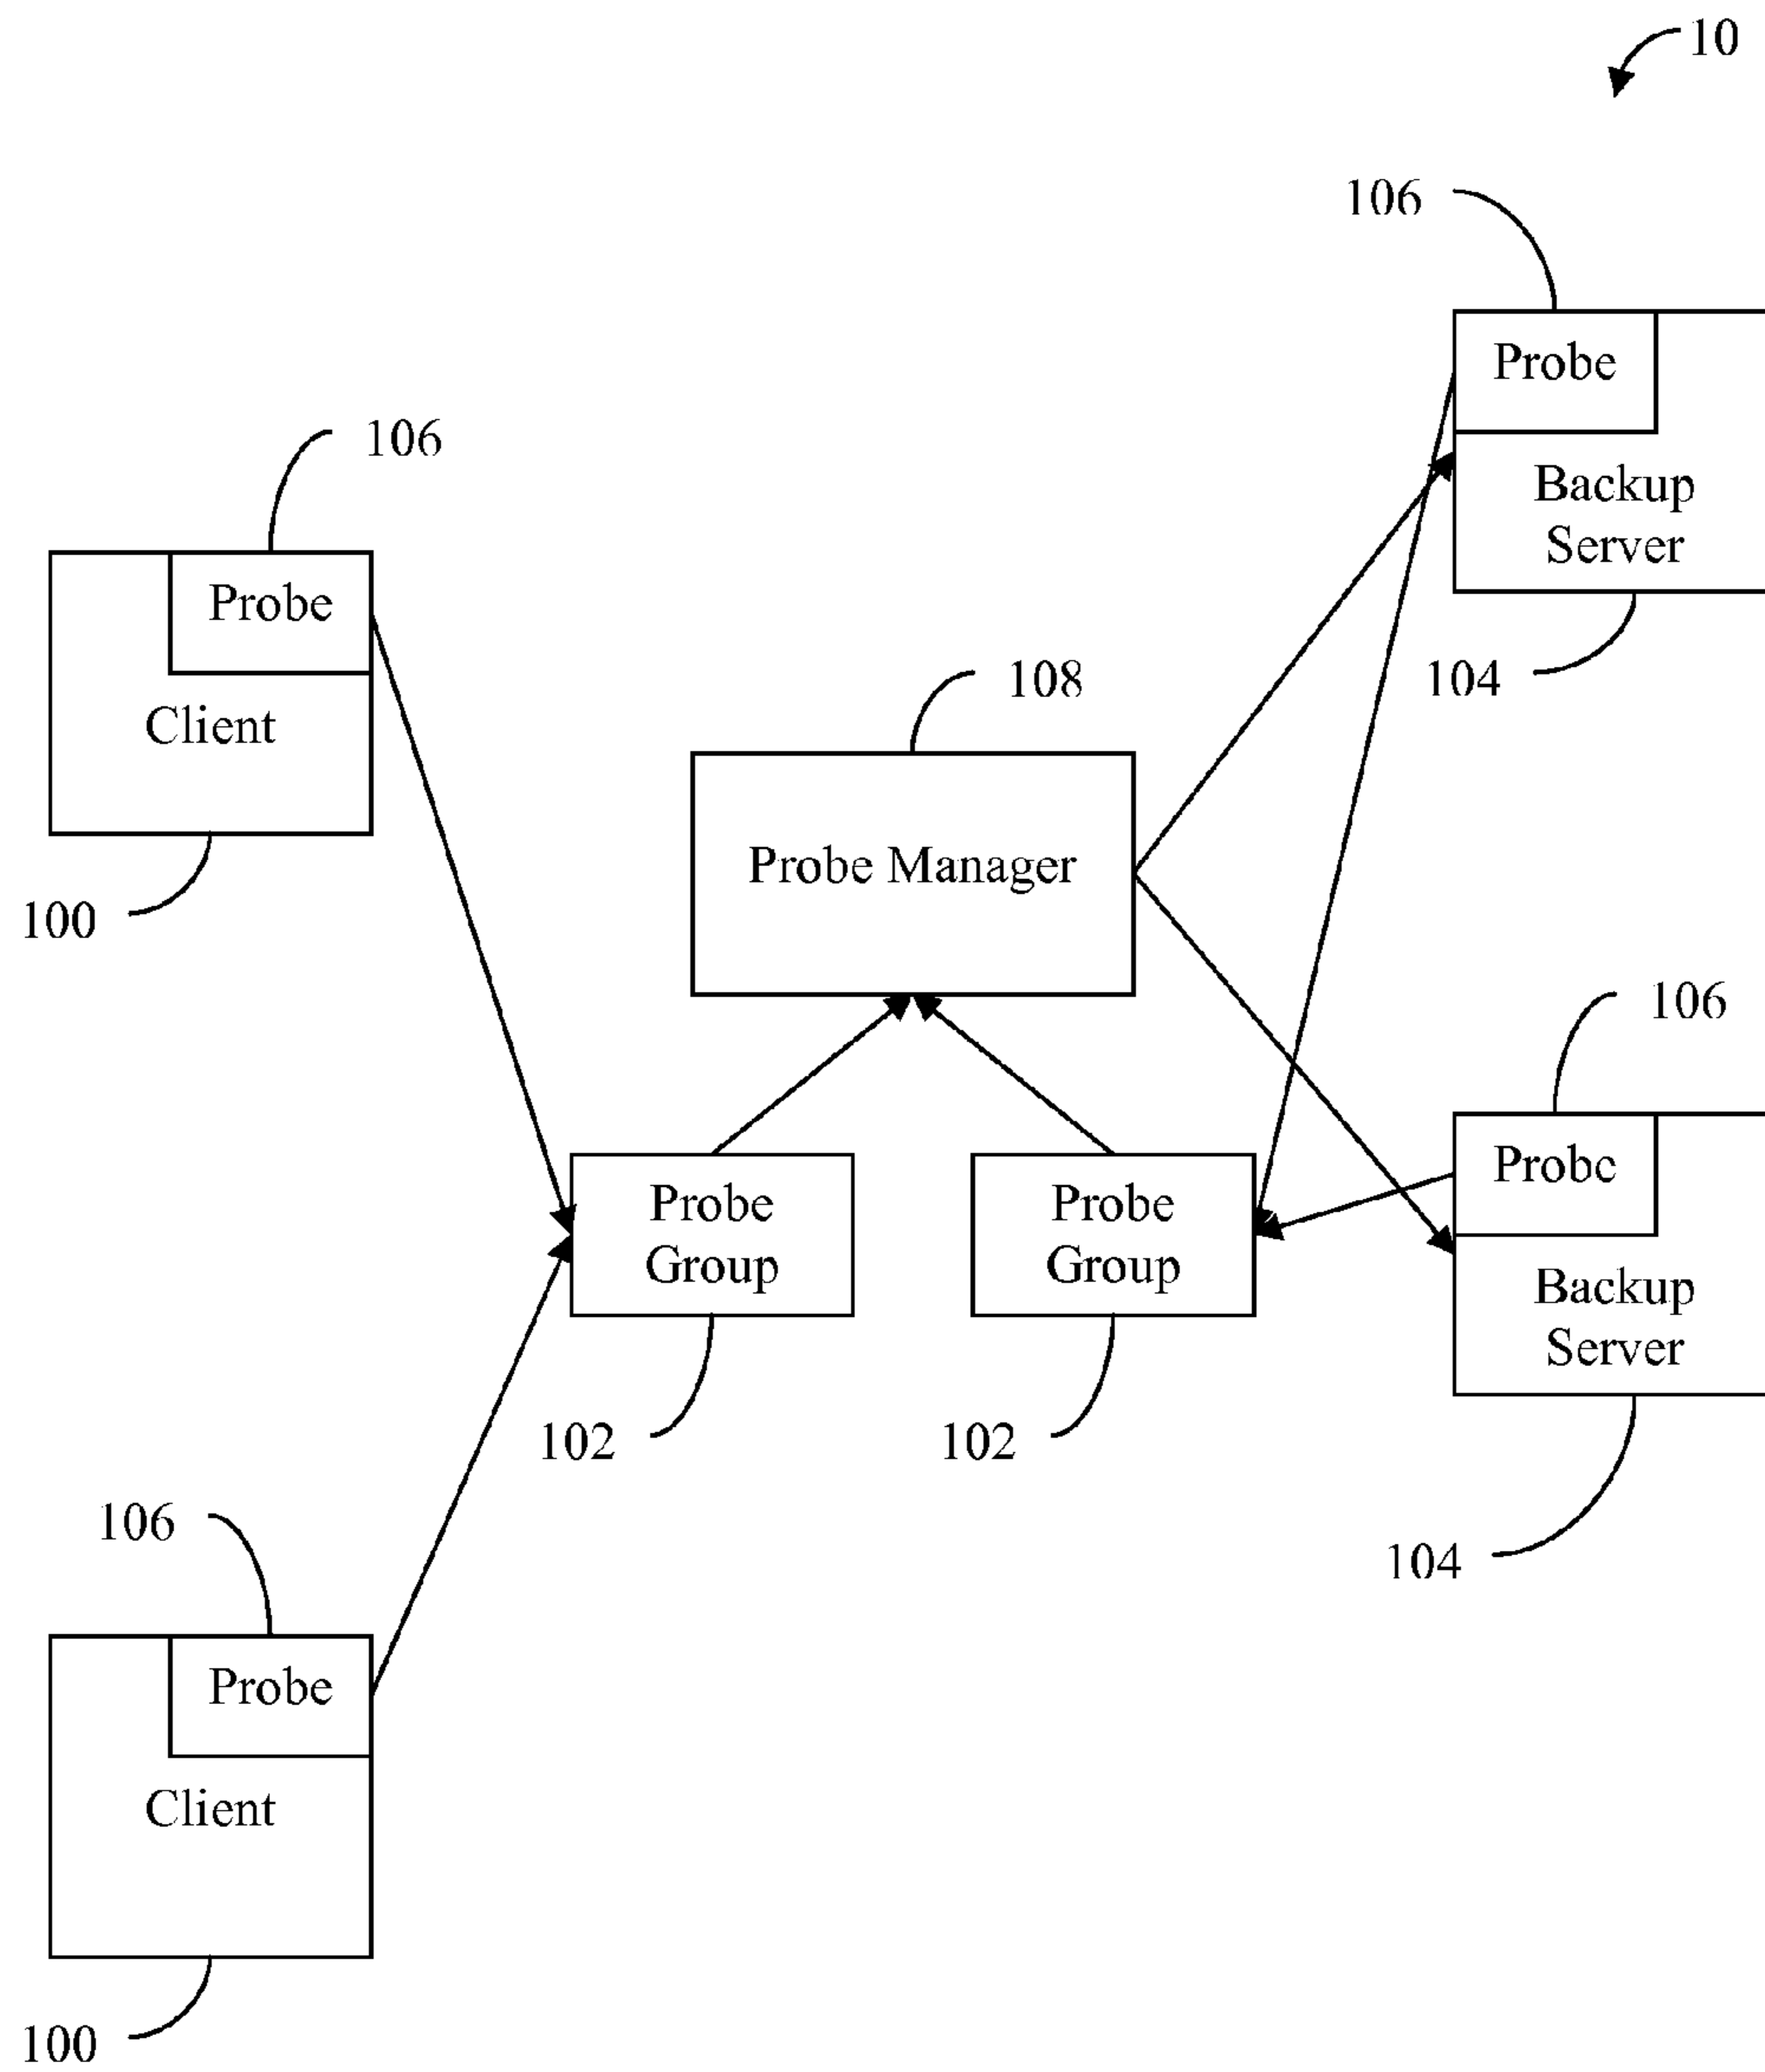 10
106
Probe
106
Backup
Server
Probe
104
108
Client
Probe Manager
100
106
Probe
Probe
Group
Probe
Group
Backup
Server
102
102
106
104
Probe
Client
100